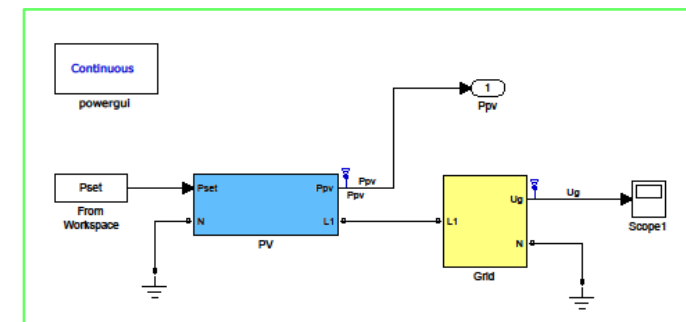 Continuous
powergui
1
Ppv
Pset
From
Workspace
Pset
Ppv
N
L1
PV
Ppv
Ppv
L1
Ug
N
Grid
Ug
Scope1